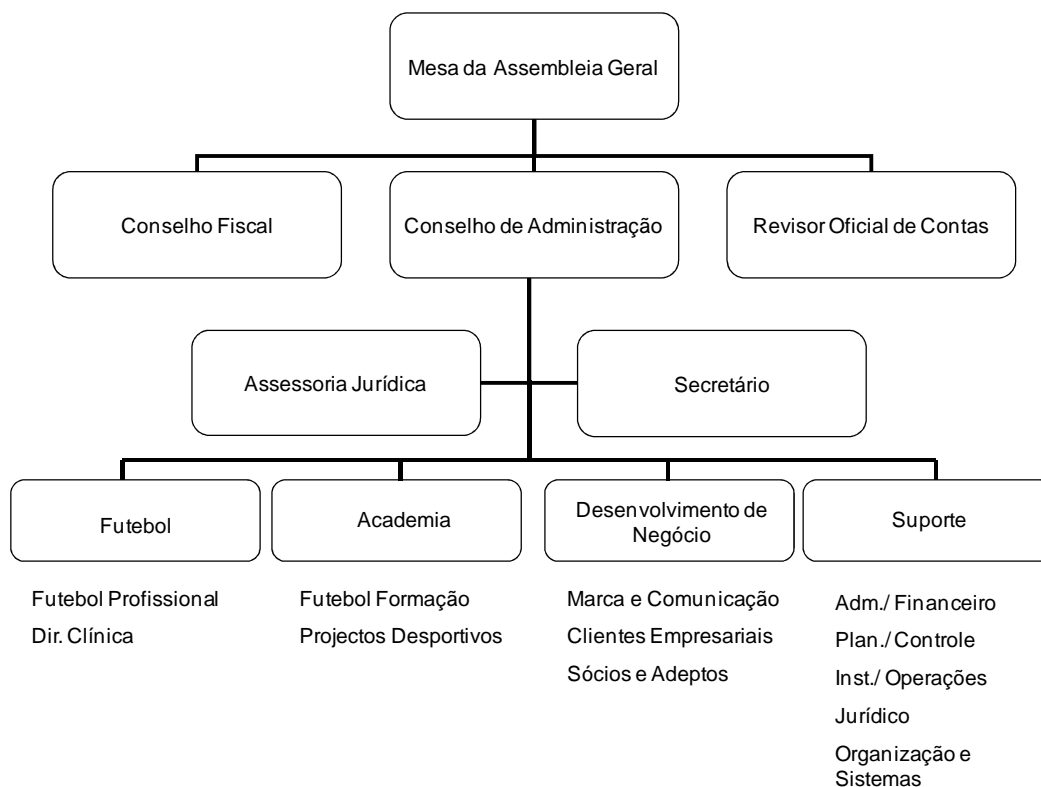 Mesa da Assembleia Geral
Conselho Fiscal
Conselho de Administração
Revisor Oficial de Contas
Assessoria Jurídica
Secretário
Futebol
Academia
Desenvolvimento de
Negócio
Suporte
Futebol Profissional
Dir. Clínica
Futebol Formação
Projectos Desportivos
Marca e Comunicação
Clientes Empresariais
Sócios e Adeptos
Adm./ Financeiro
Plan./ Controle
Inst./ Operações
Jurídico
Organização e
Sistemas